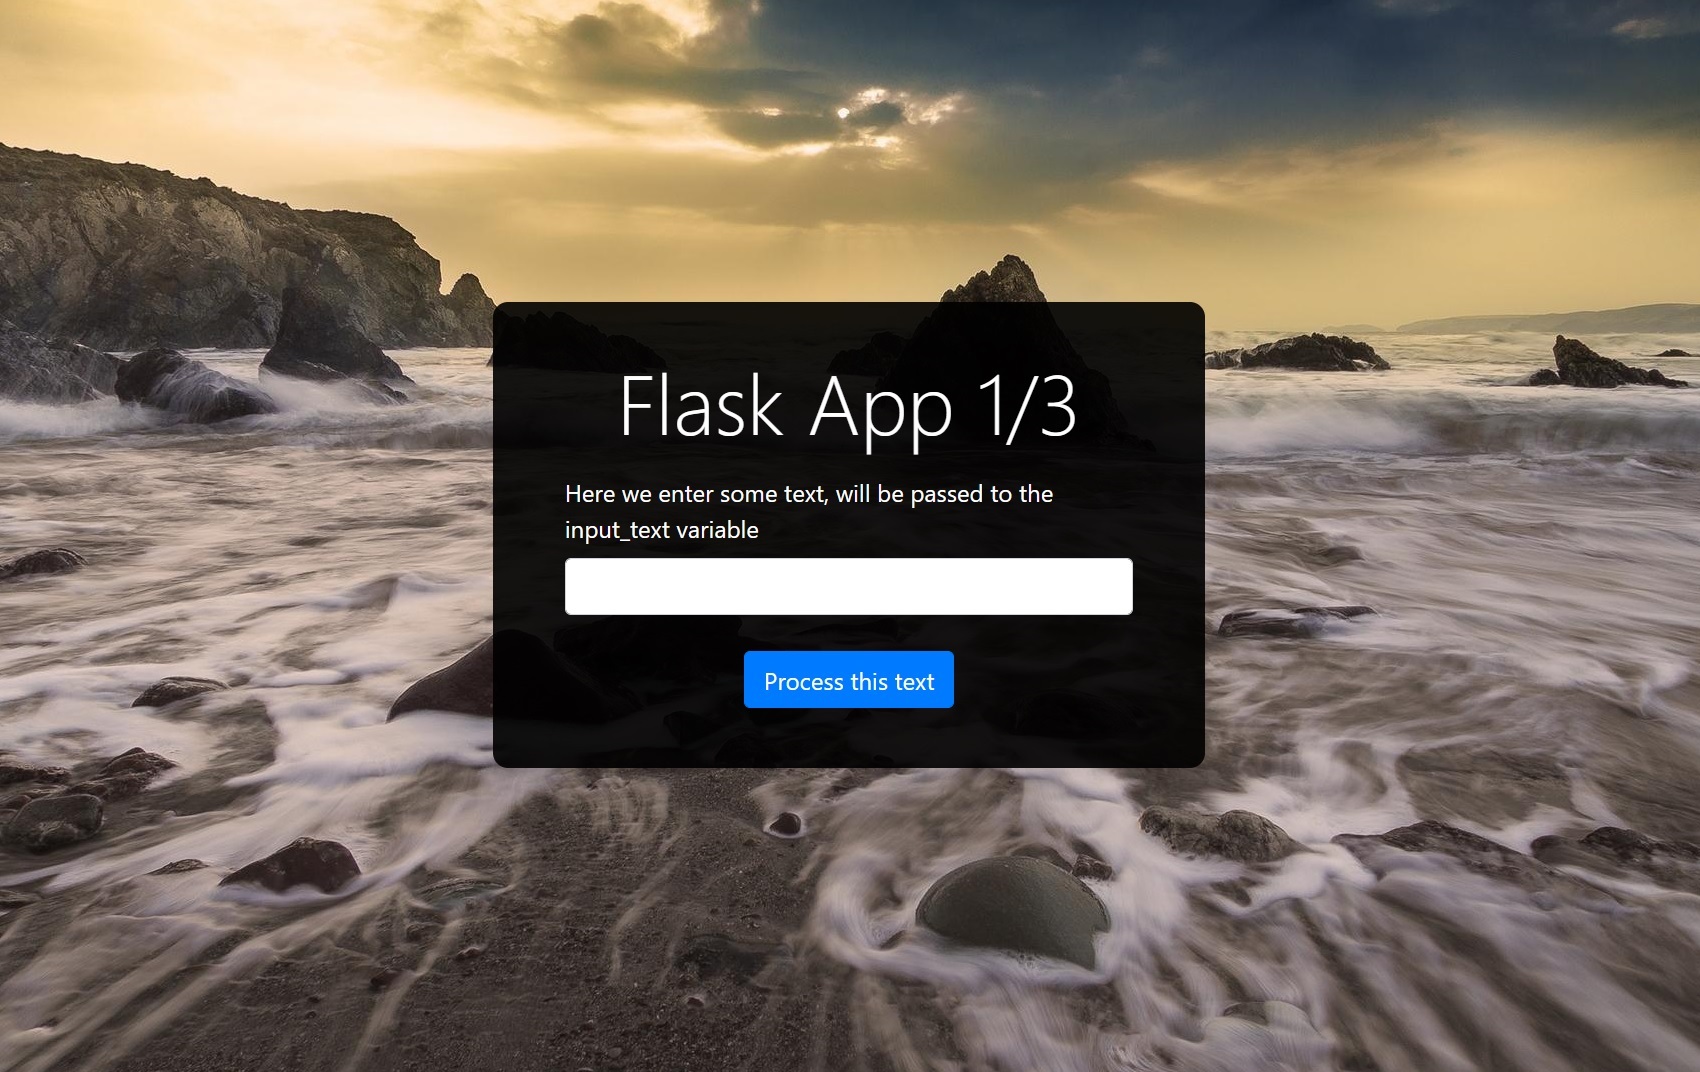 Flask App 1/3
Here we enter some text, will be passed to the
input_text variable
Process this text